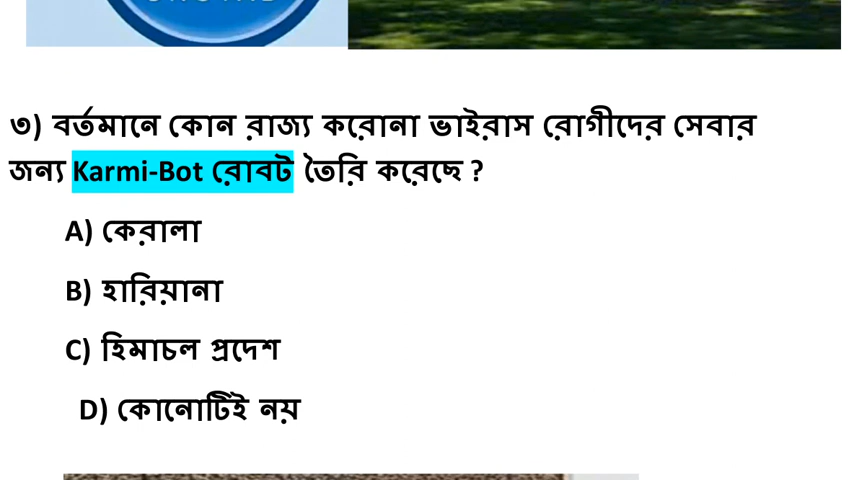 ৩) বর্তমানে কোন রাজ্য করোনা ভাইরাস রোগীদের সেবার
জন্য Karmi-Bot রোবট তৈরি করেছে ?
A) কেরালা
B) হারিয়ানা
C) হিমাচল প্রদেশ
D) কোনোটিই নয়